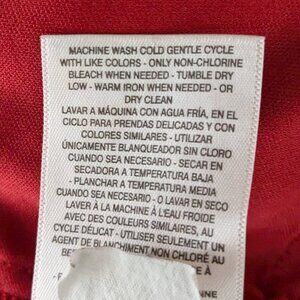 MACHINE WASH COLD GENTLE CYCLE
WITH LIKE COLORS - ONLY NON-CHLORINE
BLEACH WHEN NEEDED - TUMBLE DRY
LOW - WARM IRON WHEN NEEDED - OR
DRY CLEAN
LAVAR A MÁQUINA CON AGUA FRÍA, EN EL
CICLO PARA PRENDAS DELICADAS Y CON
COLORES SIMILARES - UTILIZAR
ÚNICAMENTE BLANQUEADOR SIN CLORO
CUANDO SEA NECESARIO - SECAR EN
SECADORA A TEMPERATURA BAJA
- PLANCHAR A TEMPERATURA MEDIA
CUANDO SEA NECESARIO - O LAVAR EN SECO
LAVER À LA MACHINE À L'EAU FROIDE
AVEC DES COULEURS SIMILAIRES, AU
CYCLE DÉLICAT - UTILISER SEULEMENT UN
AGENT DE BLANCHIMENT NON CHLORÉ AU